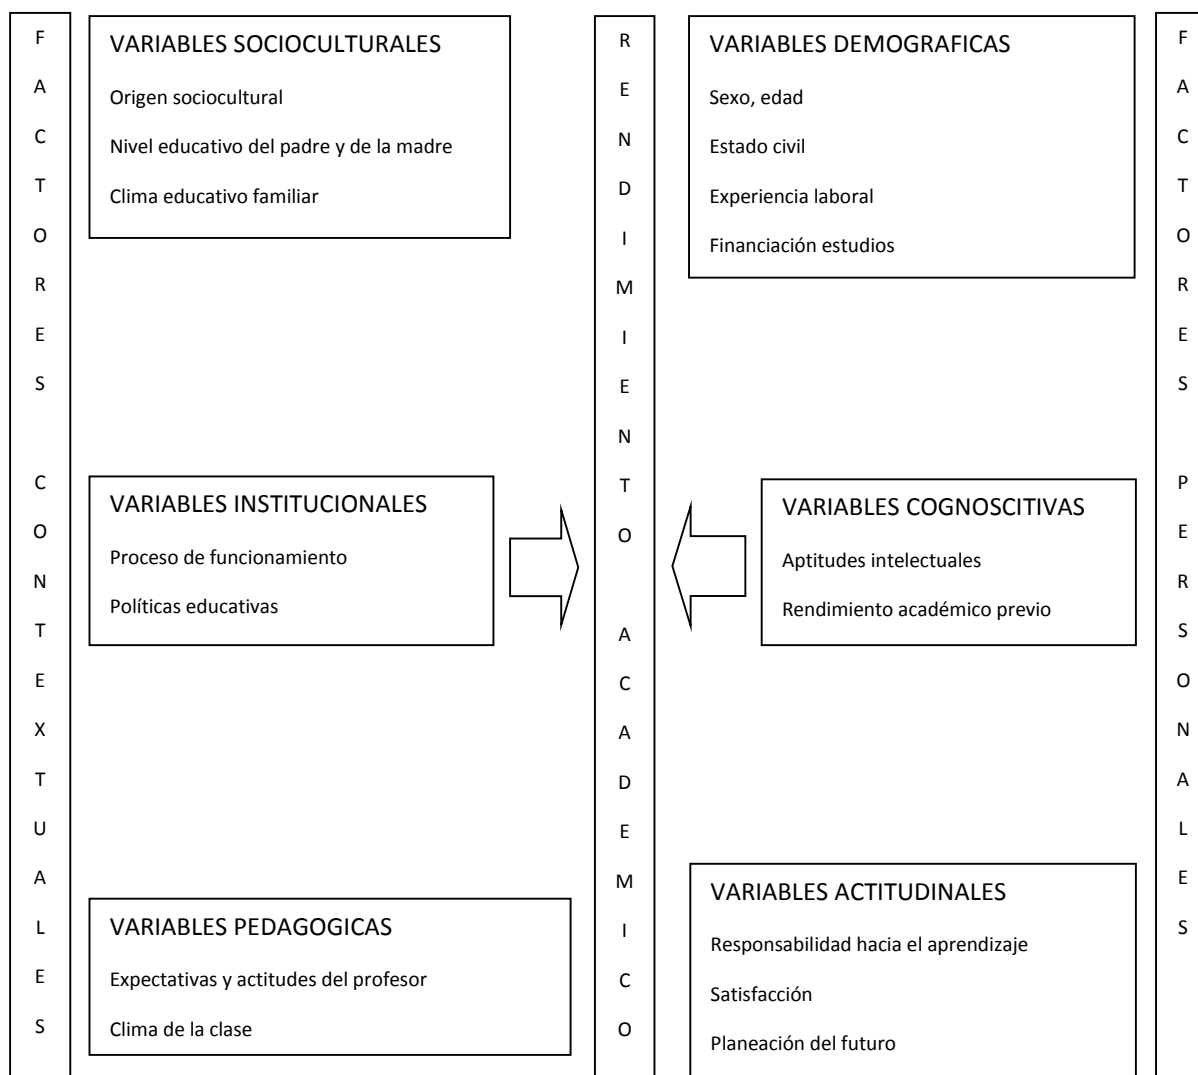 FACTORES CONTEXTUALES
VARIABLES SOCIOCULTURALES
Origen sociocultural
Nivel educativo del padre y de la madre
Clima educativo familiar
VARIABLES INSTITUCIONALES
Proceso de funcionamiento
Políticas educativas
VARIABLES PEDAGOGICAS
Expectativas y actitudes del profesor
Clima de la clase
RENDIMIENTO ACADEMICO
VARIABLES DEMOGRAFICAS
Sexo, edad
Estado civil
Experiencia laboral
Financiación estudios
VARIABLES COGNOSCITIVAS
Aptitudes intelectuales
Rendimiento académico previo
VARIABLES ACTITUDINALES
Responsabilidad hacia el aprendizaje
Satisfacción
Planeación del futuro
FACTORES PERSONALES